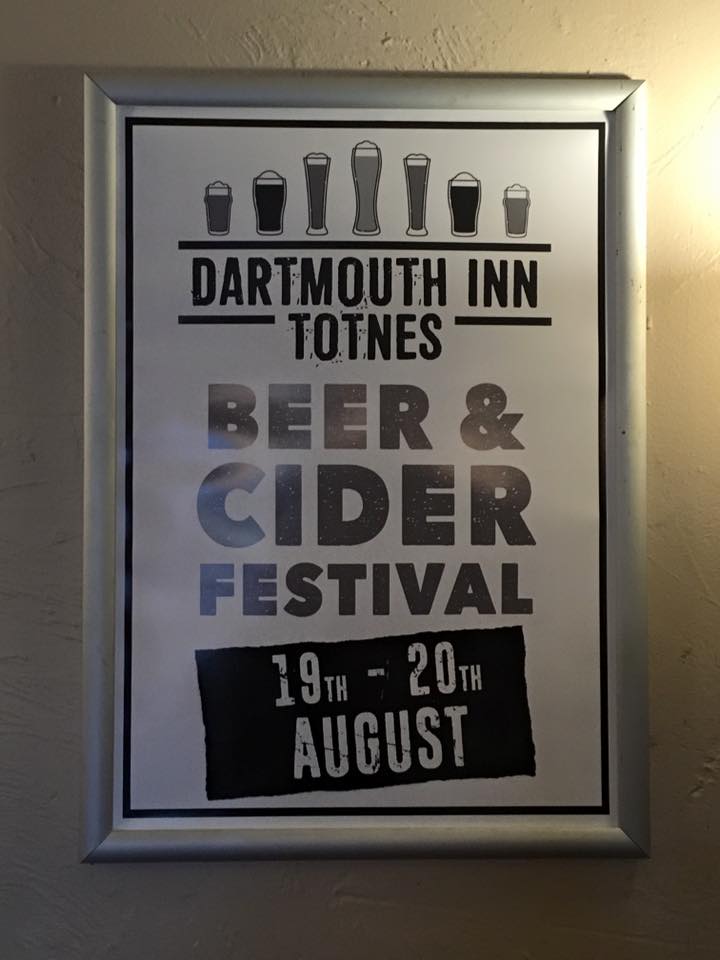 DARTMOUTH INN
TOTNES
BEER &
CIDER
FESTIVAL
19TH - 20TH
AUGUST